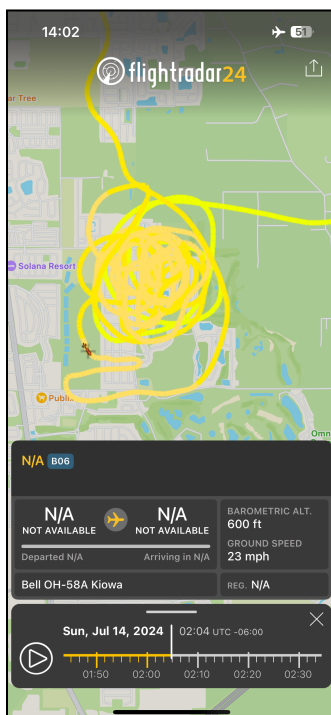 14:02
51
flightradar24
ar Tree
Solana Resort
Publix
Omn
N/A B06
N/A
NOT AVAILABLE
N/A
NOT AVAILABLE
Departed N/A
Arriving in N/A
BAROMETRIC ALT.
600 ft
GROUND SPEED
23 mph
Bell OH-58A Kiowa
REG. N/A
Sun, Jul 14, 2024 02:04 UTC -06:00
01:50 02:00 02:10 02:20 02:30